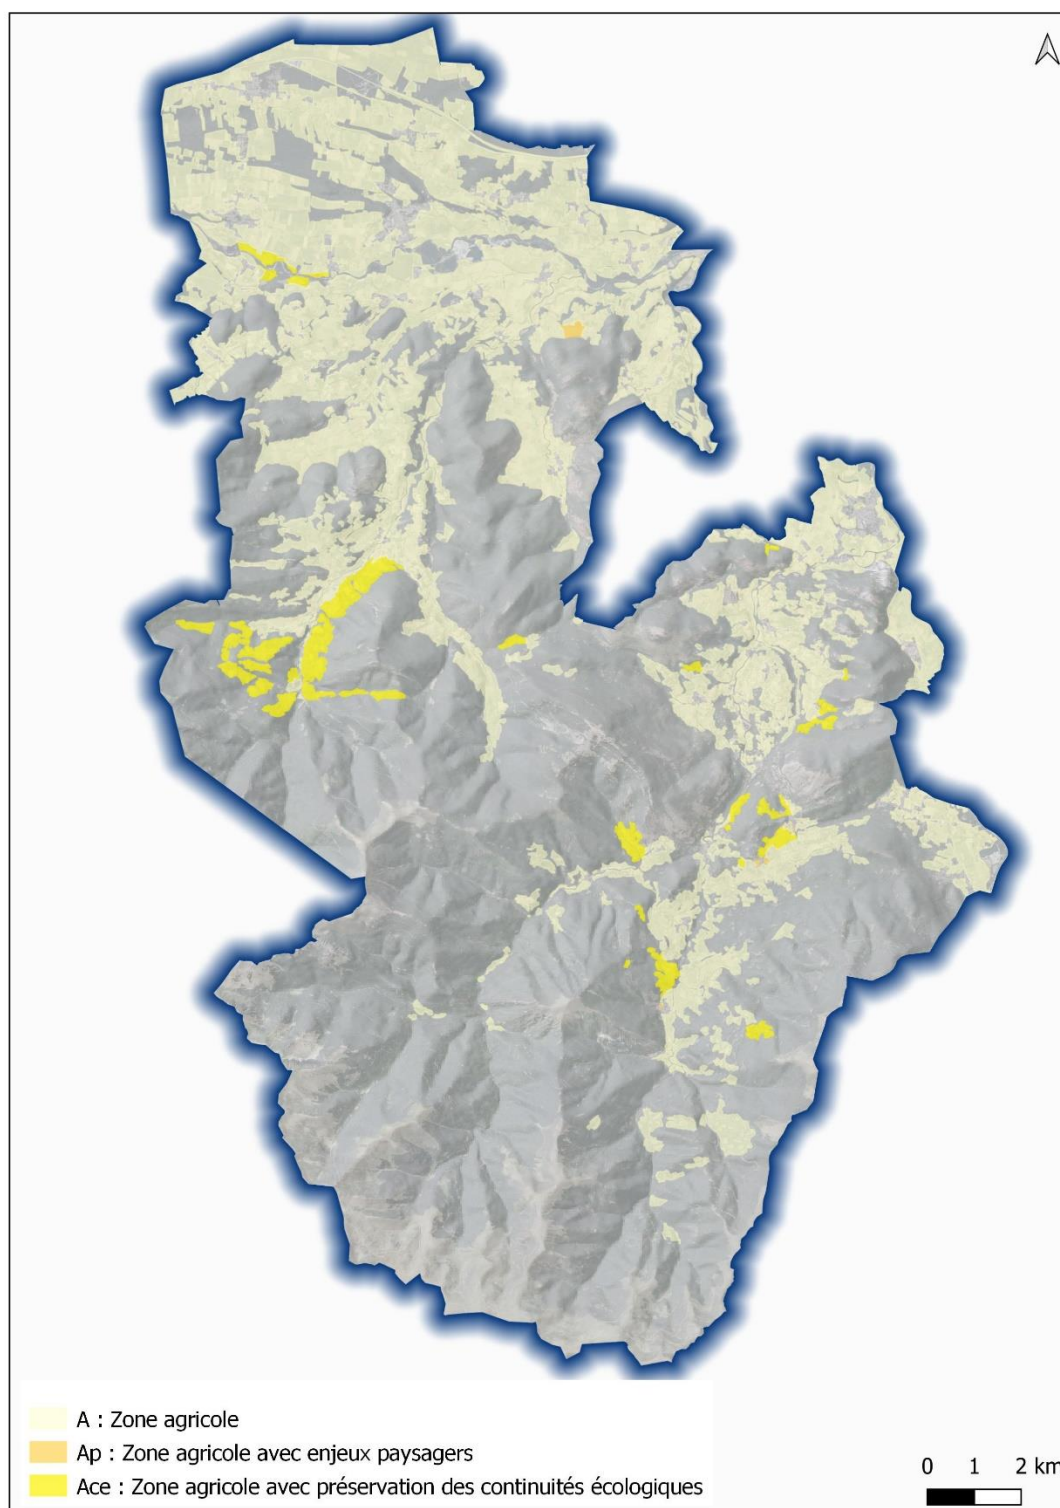 A : Zone agricole
Ap : Zone agricole avec enjeux paysagers
Ace : Zone agricole avec préservation des continuités écologiques
0 1 2 km